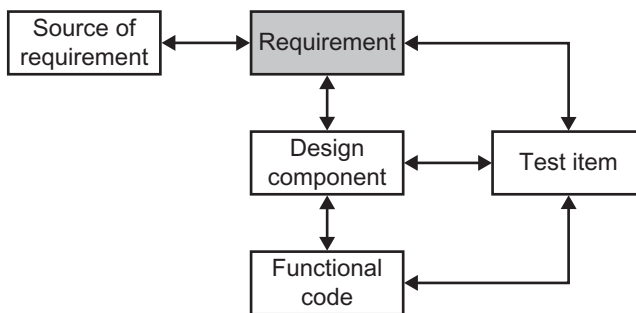 Source of
requirement
Requirement
Design
component
Test item
Functional
code